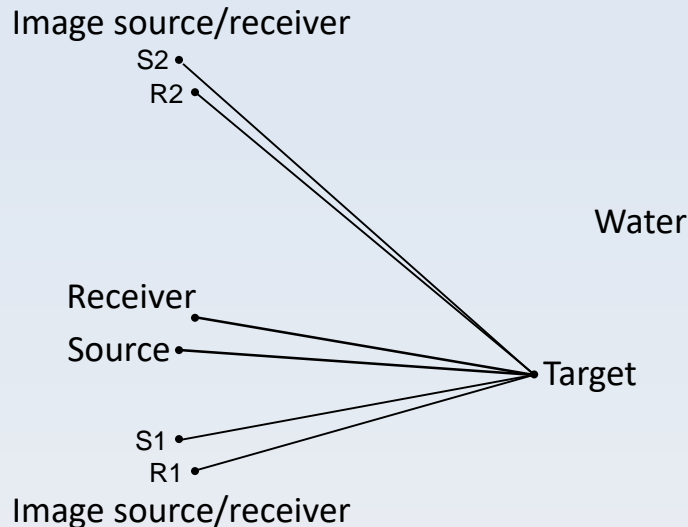 Image source/receiver
S2
R2
Water
Receiver
Source
Target
S1
R1
Image source/receiver